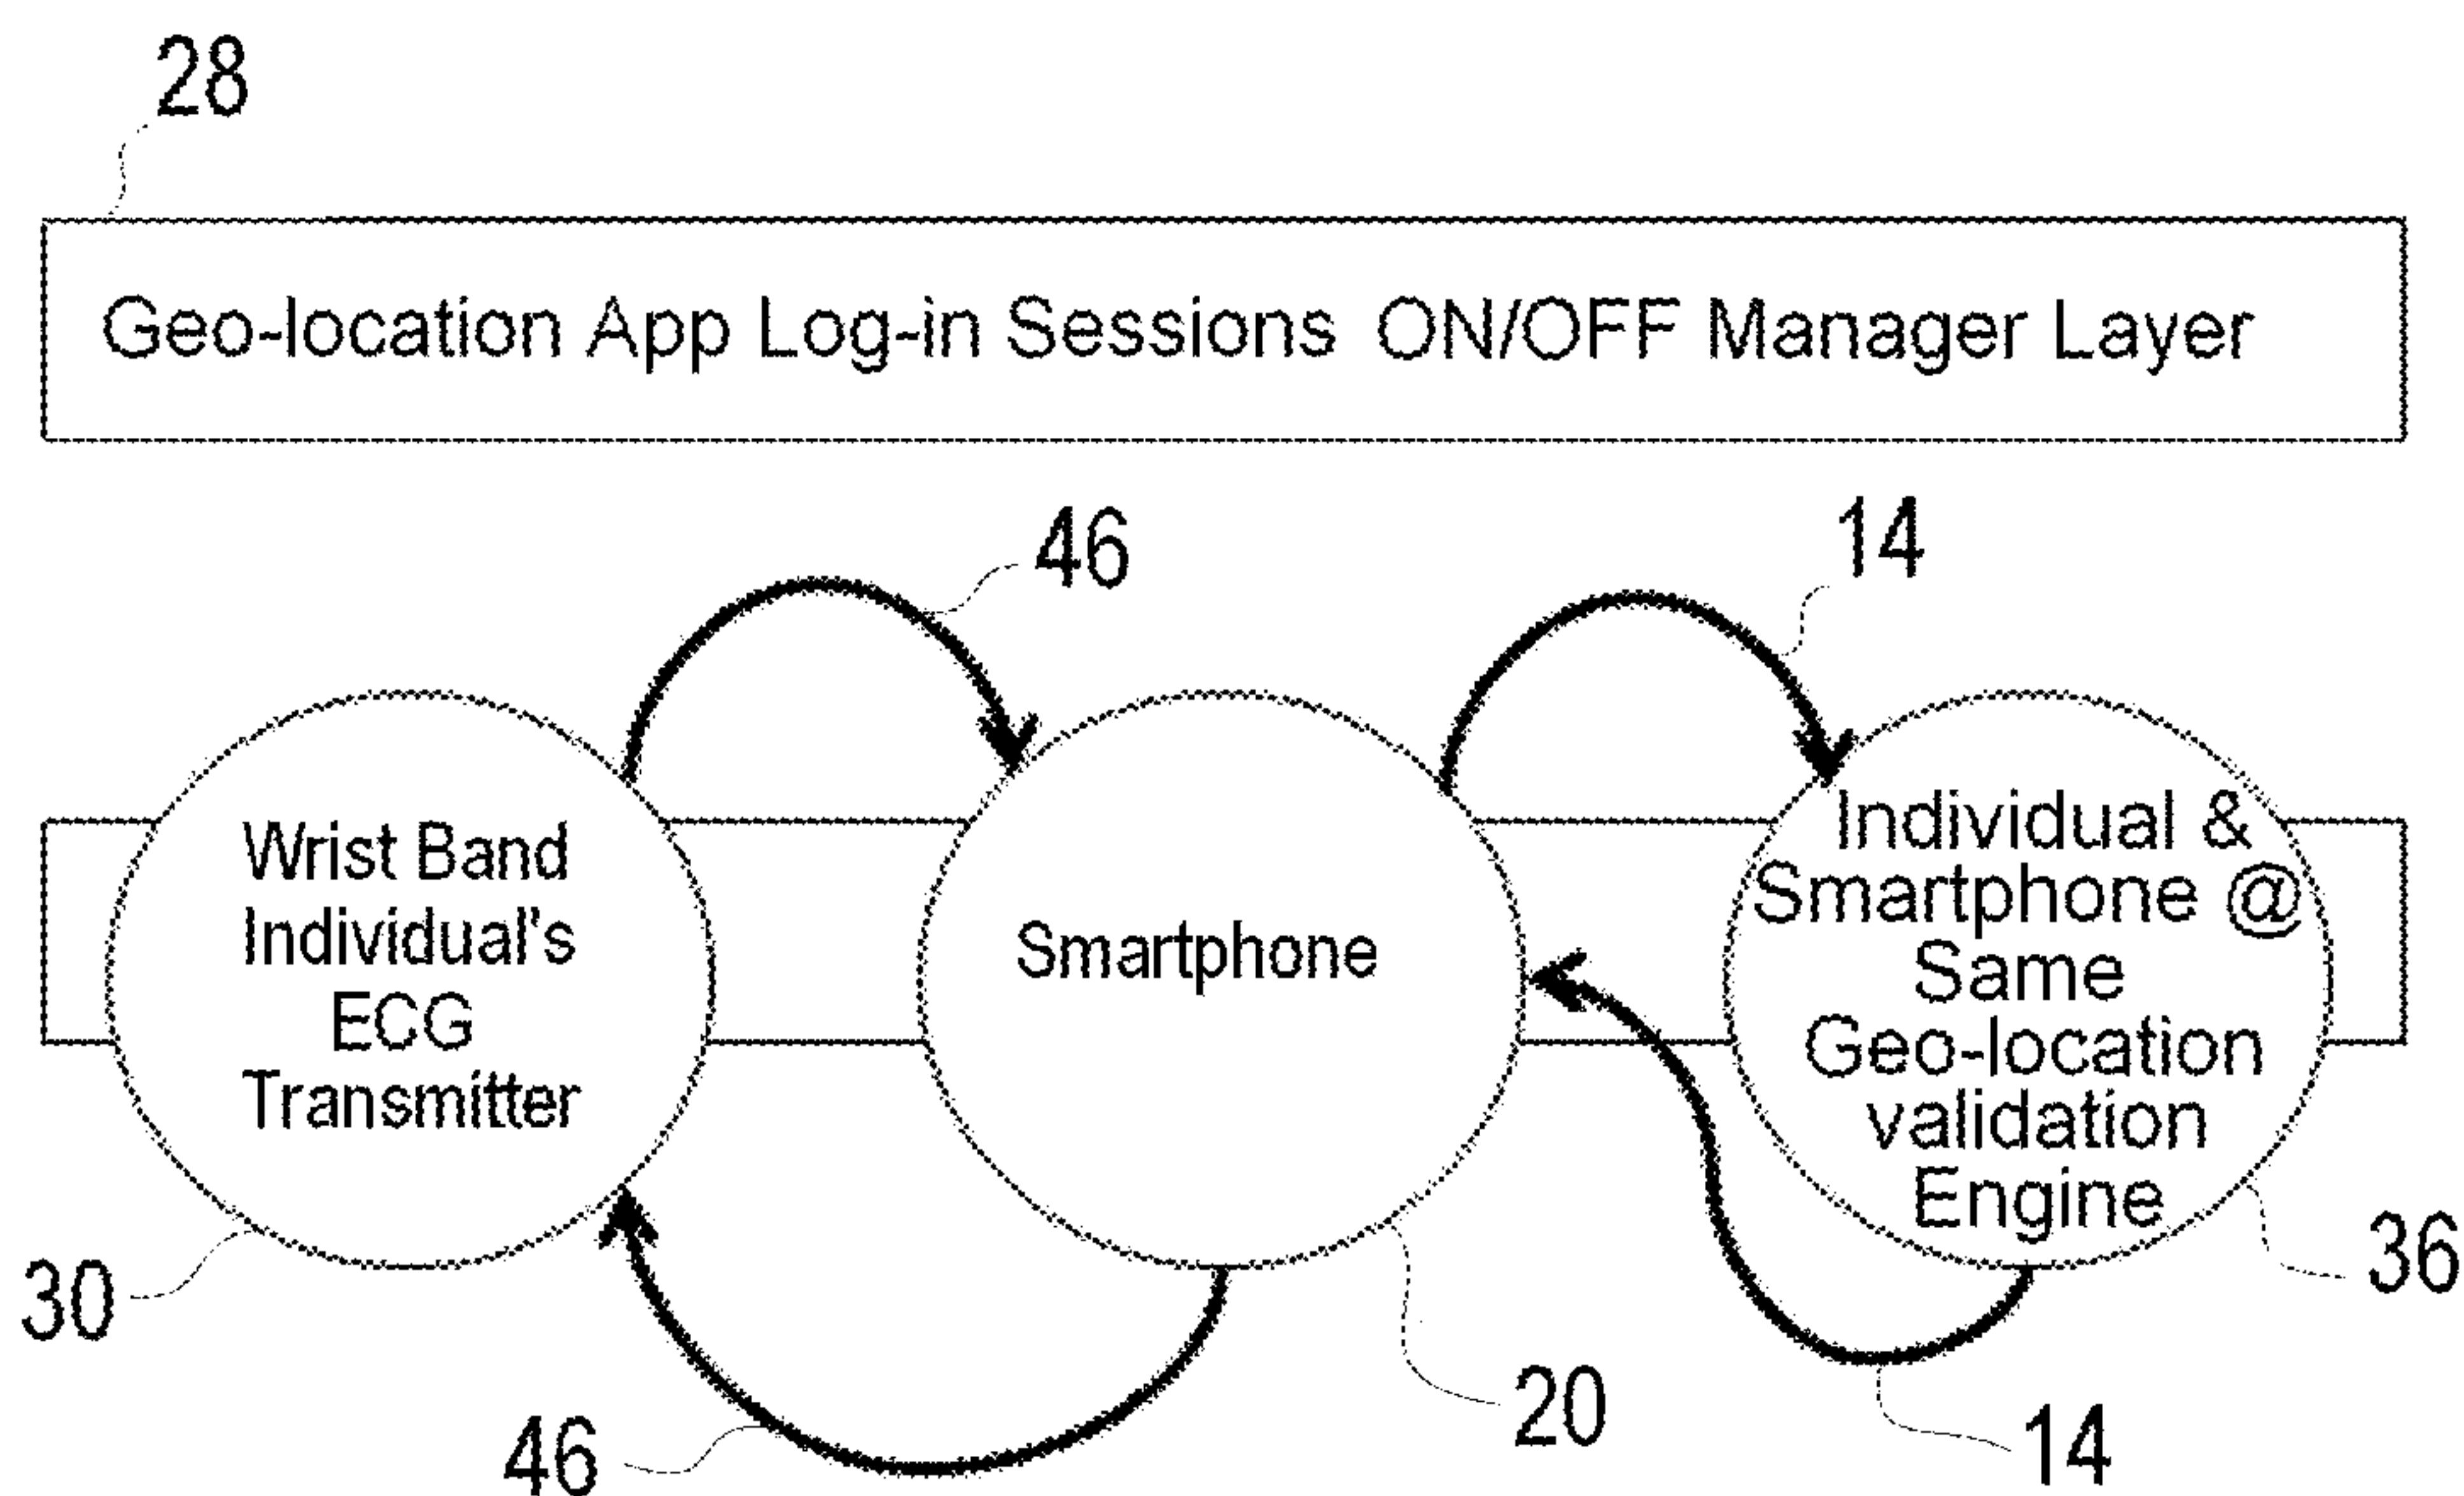 28
Geo-location App Log-in Sessions ON/OFF Manager Layer
46
14
Wrist Band
Individual's
ECG
Transmitter
Smartphone
Individual &
Smartphone @
Same
Geo-location
validation
Engine
30
46
20
14
36